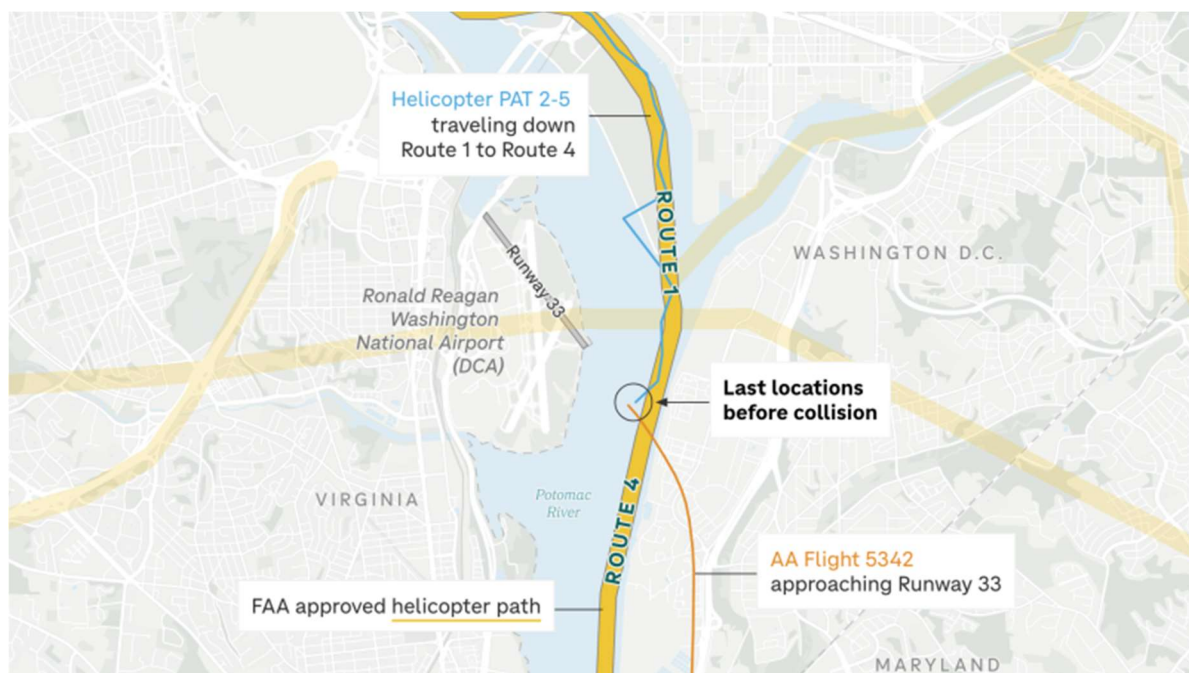 Helicopter PAT 2-5
traveling down
Route 1 to Route 4
ROUTE 1
Runway 33
WASHINGTON D.C.
Ronald Reagan
Washington
National Airport
(DCA)
Last locations
before collision
VIRGINIA
Potomac
River
ROUTE 4
AA Flight 5342
approaching Runway 33
FAA approved helicopter path
MARYLAND